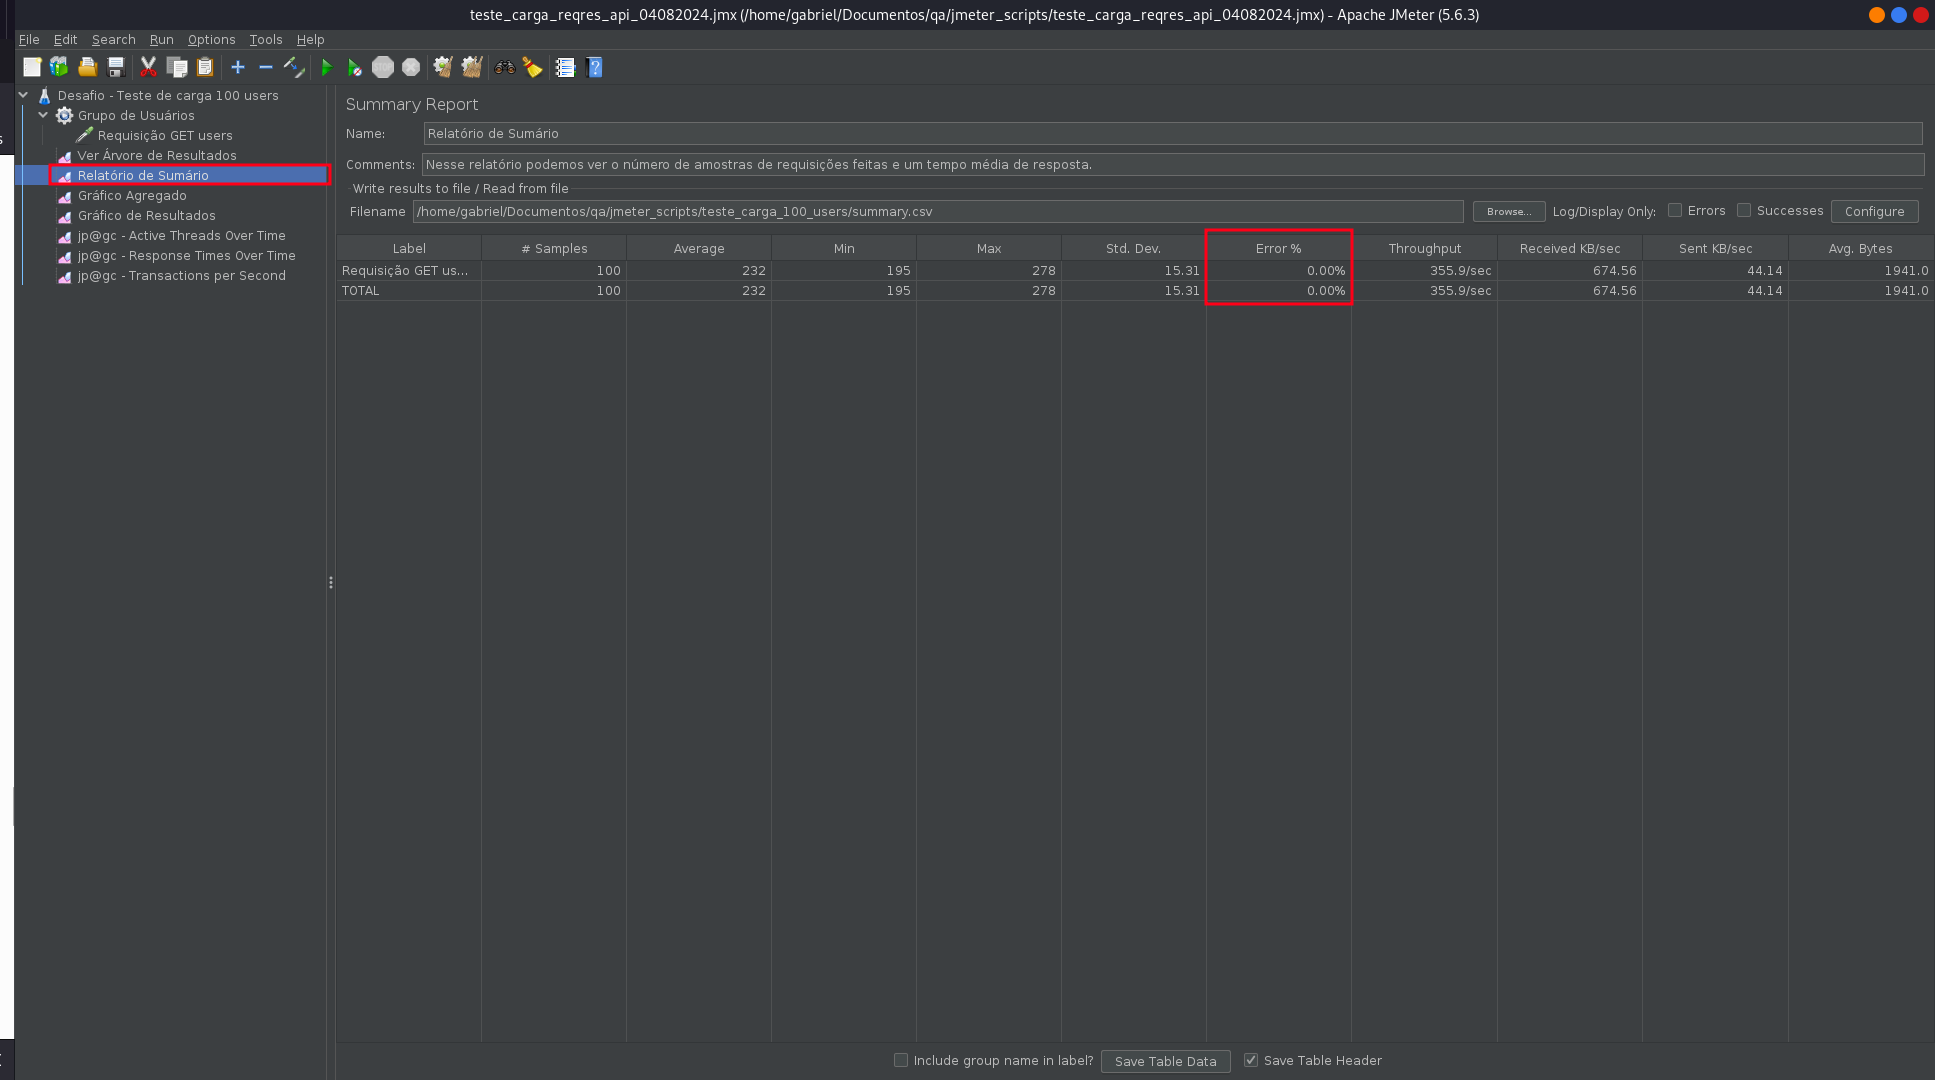 teste_carga_reqres_api_04082024.jmx (/home/gabriel/Documentos/qa/jmeter_scripts/teste_carga_reqres_api_04082024.jmx) - Apache JMeter (5.6.3)
File Edit Search Run Options Tools Help
STOP
Desafio - Teste de carga 100 users
Grupo de Usuários
Requisição GET users
Ver Árvore de Resultados
Relatório de Sumário
Gráfico Agregado
Gráfico de Resultados
jp@gc - Active Threads Over Time
jp@gc - Response Times Over Time
jp@gc - Transactions per Second
Summary Report
Name: Relatório de Sumário
Comments: Nesse relatório podemos ver o número de amostras de requisições feitas e um tempo média de resposta.
Write results to file / Read from file
Filename /home/gabriel/Documentos/qa/jmeter_scripts/teste_carga_100_users/summary.csv Browse... Log/Display Only: Errors Successes Configure
Label # Samples Average Min Max Std. Dev. Error % Throughput Received KB/sec Sent KB/sec Avg. Bytes
Requisição GET us... 100 232 195 278 15.31 0.00% 355.9/sec 674.56 44.14 1941.0
TOTAL 100 232 195 278 15.31 0.00% 355.9/sec 674.56 44.14 1941.0
Include group name in label? Save Table Data Save Table Header